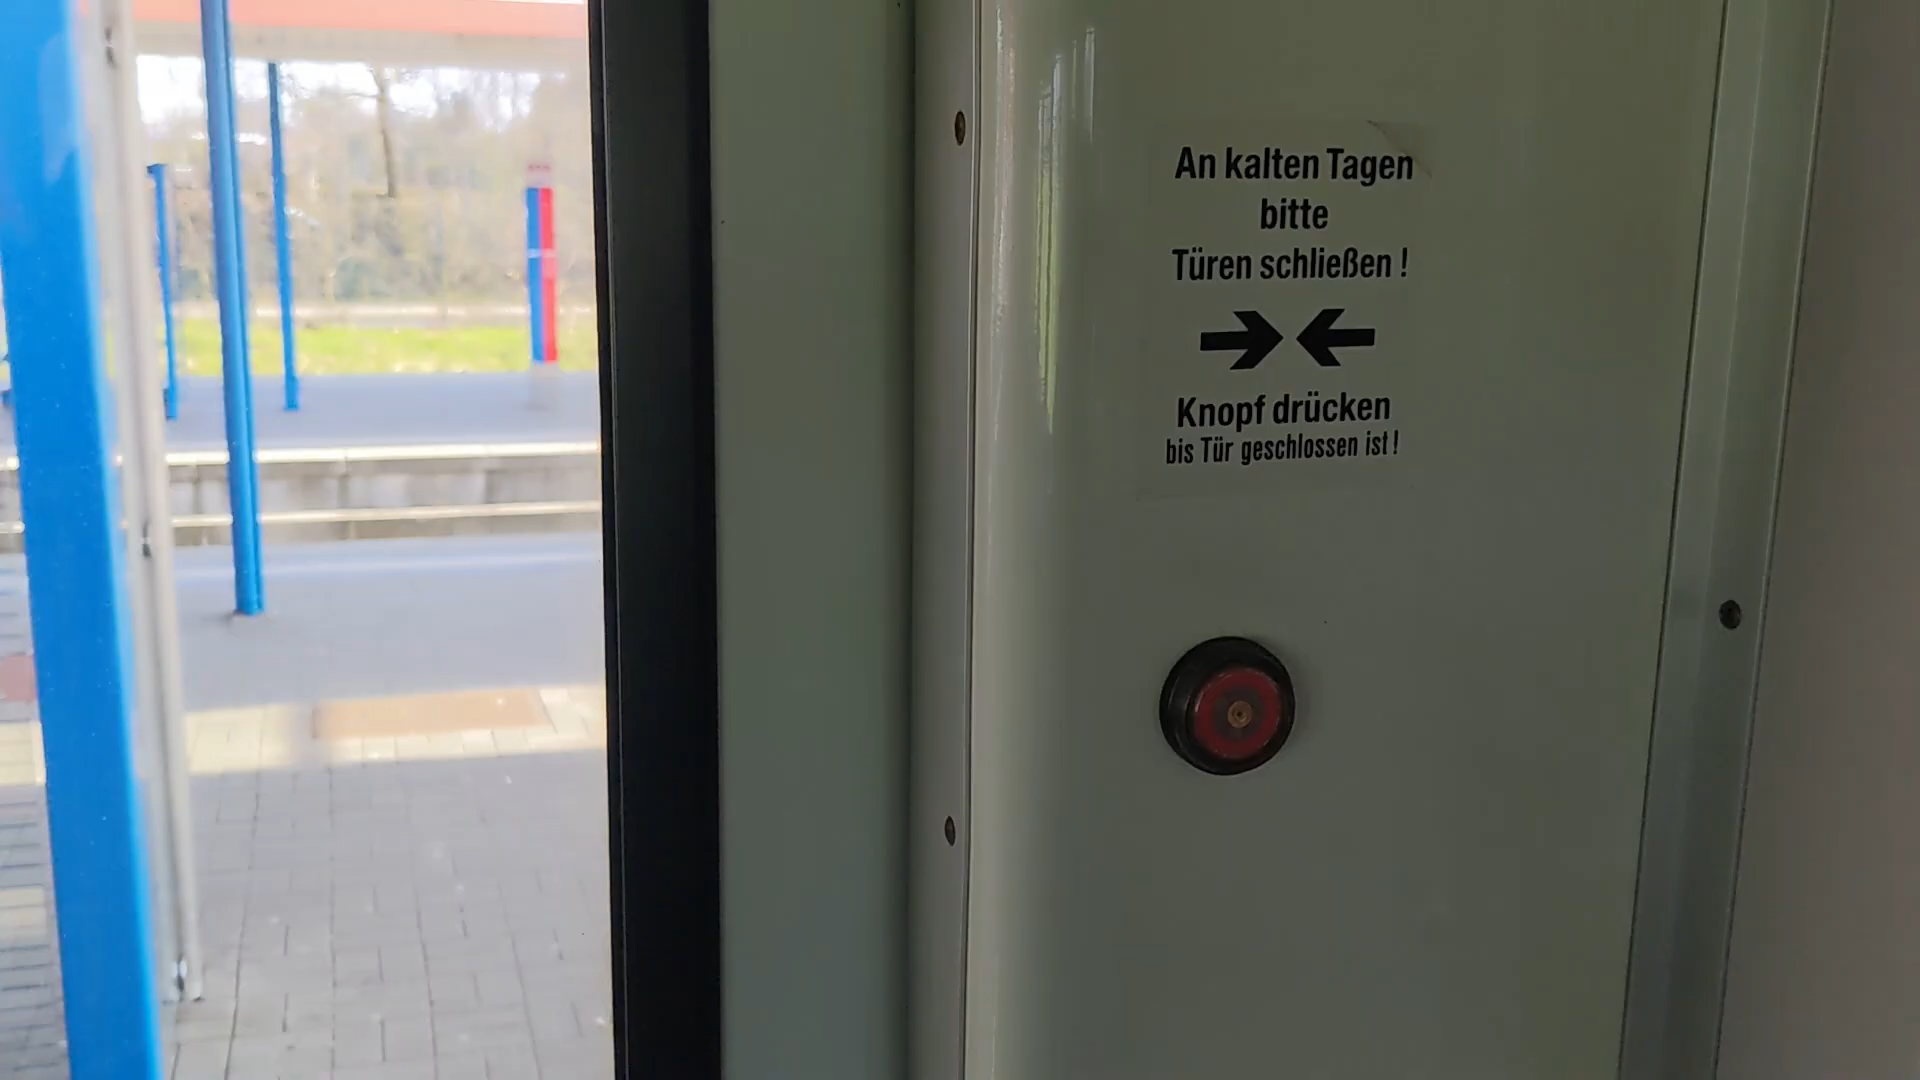 An kalten Tagen
bitte
Türen schließen !
Knopf drücken
bis Tür geschlossen ist !